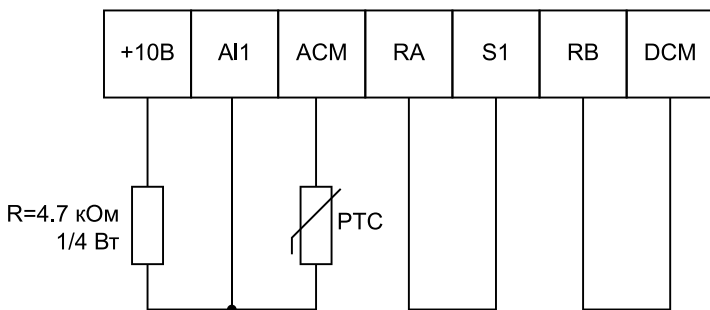 +10В AI1 ACM RA S1 RB DCM
R=4.7 кОм
1/4 Вт
PTC